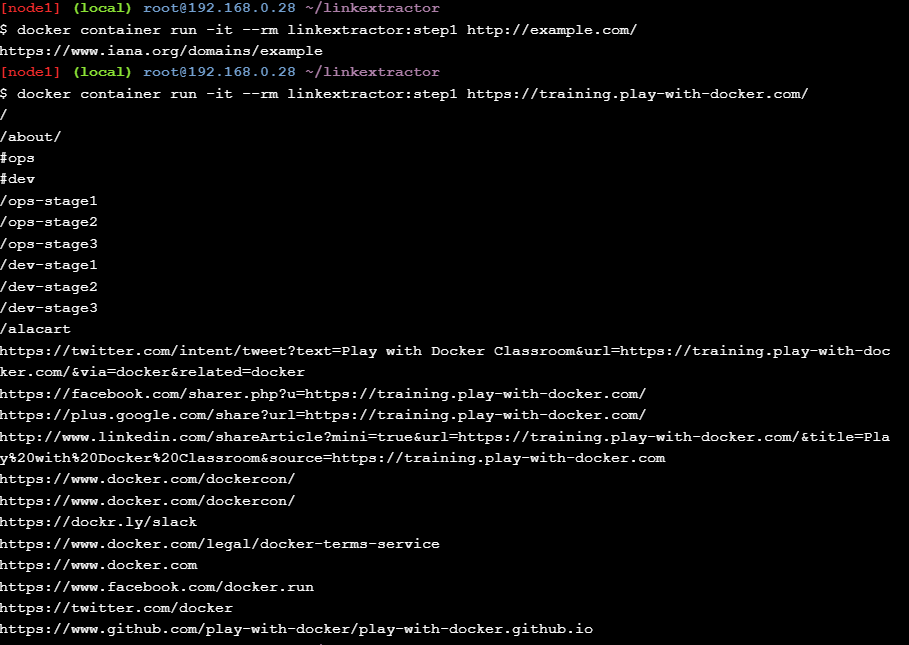 [node1] (local) root@192.168.0.28 ~/linkextractor
$ docker container run -it --rm linkextractor:step1 http://example.com/
https://www.iana.org/domains/example
[node1] (local) root@192.168.0.28 ~/linkextractor
$ docker container run -it --rm linkextractor:step1 https://training.play-with-docker.com/
/
/about/
#ops
#dev
/ops-stage1
/ops-stage2
/ops-stage3
/dev-stage1
/dev-stage2
/dev-stage3
/alacart
https://twitter.com/intent/tweet?text=Play with Docker Classroom&url=https://training.play-with-doc
ker.com/&via=docker&related=docker
https://facebook.com/sharer.php?u=https://training.play-with-docker.com/
https://plus.google.com/share?url=https://training.play-with-docker.com/
http://www.linkedin.com/shareArticle?mini=true&url=https://training.play-with-docker.com/&title=Pla
y%20with%20Docker%20Classroom&source=https://training.play-with-docker.com
https://www.docker.com/dockercon/
https://www.docker.com/dockercon/
https://dockr.ly/slack
https://www.docker.com/legal/docker-terms-service
https://www.docker.com
https://www.facebook.com/docker.run
https://twitter.com/docker
https://www.github.com/play-with-docker/play-with-docker.github.io